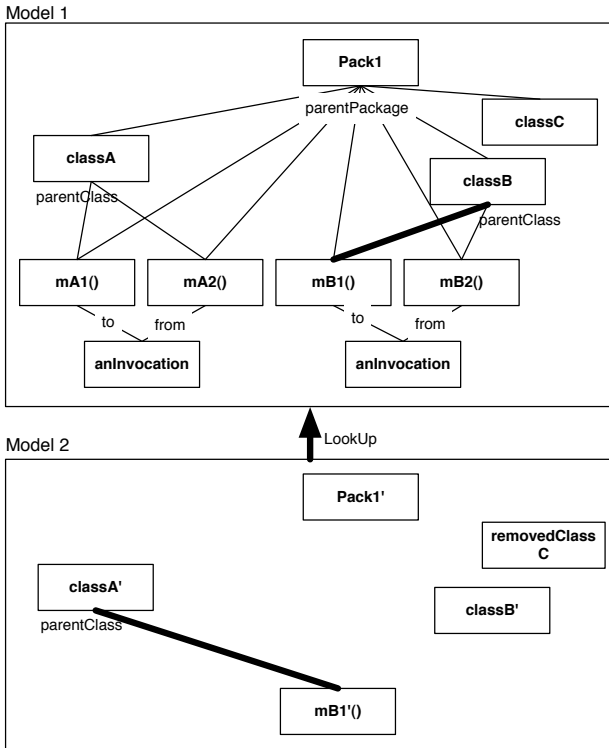 Model 1
Pack1
parentPackage
classC
classA
classB
parentClass
parentClass
mA1()
mA2()
mB1()
mB2()
to
from
to
from
anInvocation
anInvocation
LookUp
Model 2
Pack1'
removedClass
C
classA'
classB'
parentClass
mB1'()